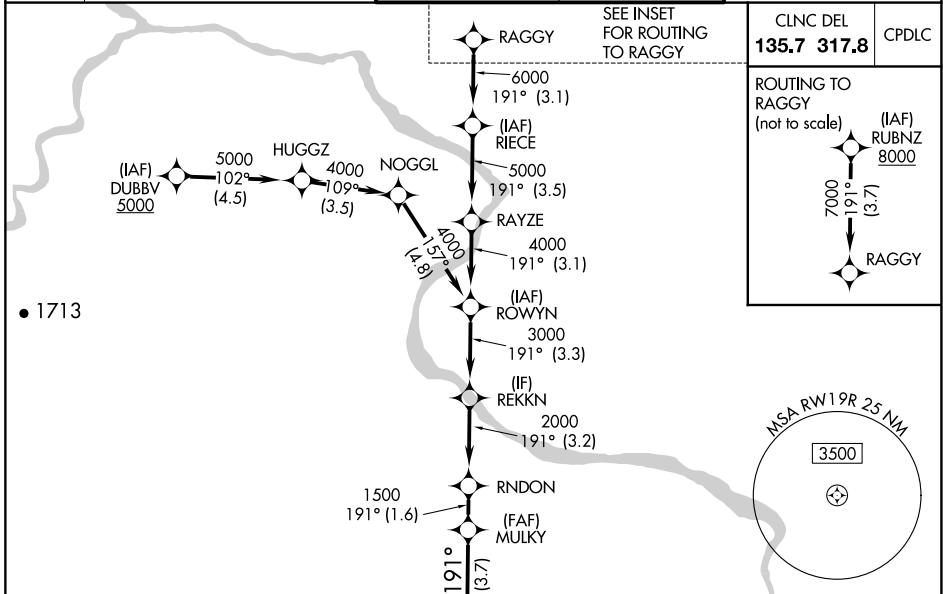 SEE INSET
FOR ROUTING
TO RAGGY
CLNC DEL
135.7 317.8
CPDLC
RAGGY
6000
191° (3.1)
(IAF)
RIECE
5000
191° (3.5)
RAYZE
4000
191° (3.1)
(IAF)
ROWYN
3000
191° (3.3)
(IF)
REKKN
2000
191° (3.2)
RNDON
1500
191° (1.6)
(FAF)
MULKY
191°
(3.7)
(IAF)
DUBBV
5000
5000
102°
(4.5)
HUGGZ
4000
109°
(3.5)
NOGGL
4000
157°
(4.8)
1713
ROUTING TO
RAGGY
(not to scale)
(IAF)
RUBNZ
8000
7000
191°
(3.7)
RAGGY
MSA RW19R 25 NM
3500